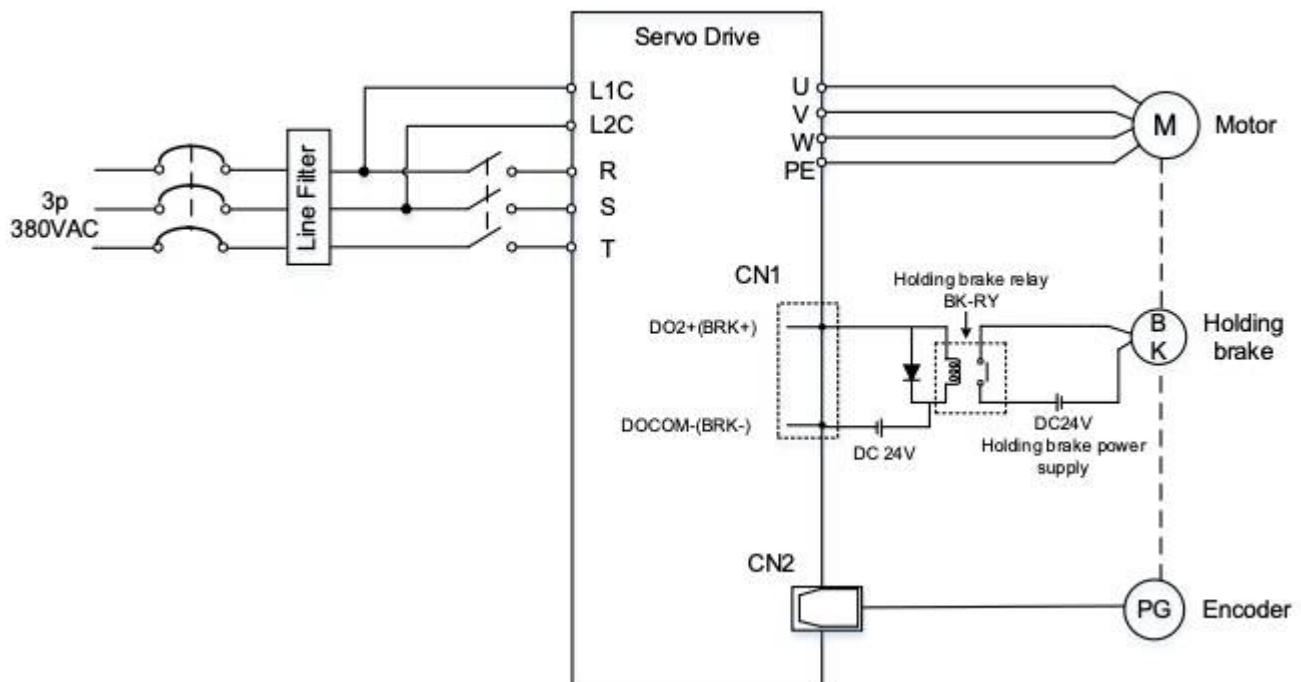 Servo Drive
L1C
L2C
R
S
T
3p
380VAC
Line Filter
U
V
W
PE
M
Motor
CN1
Holding brake relay
BK-RY
DO2+(BRK+)
DOCOM-(BRK-)
DC 24V
DC24V
Holding brake power
supply
B
K
Holding
brake
CN2
PG
Encoder